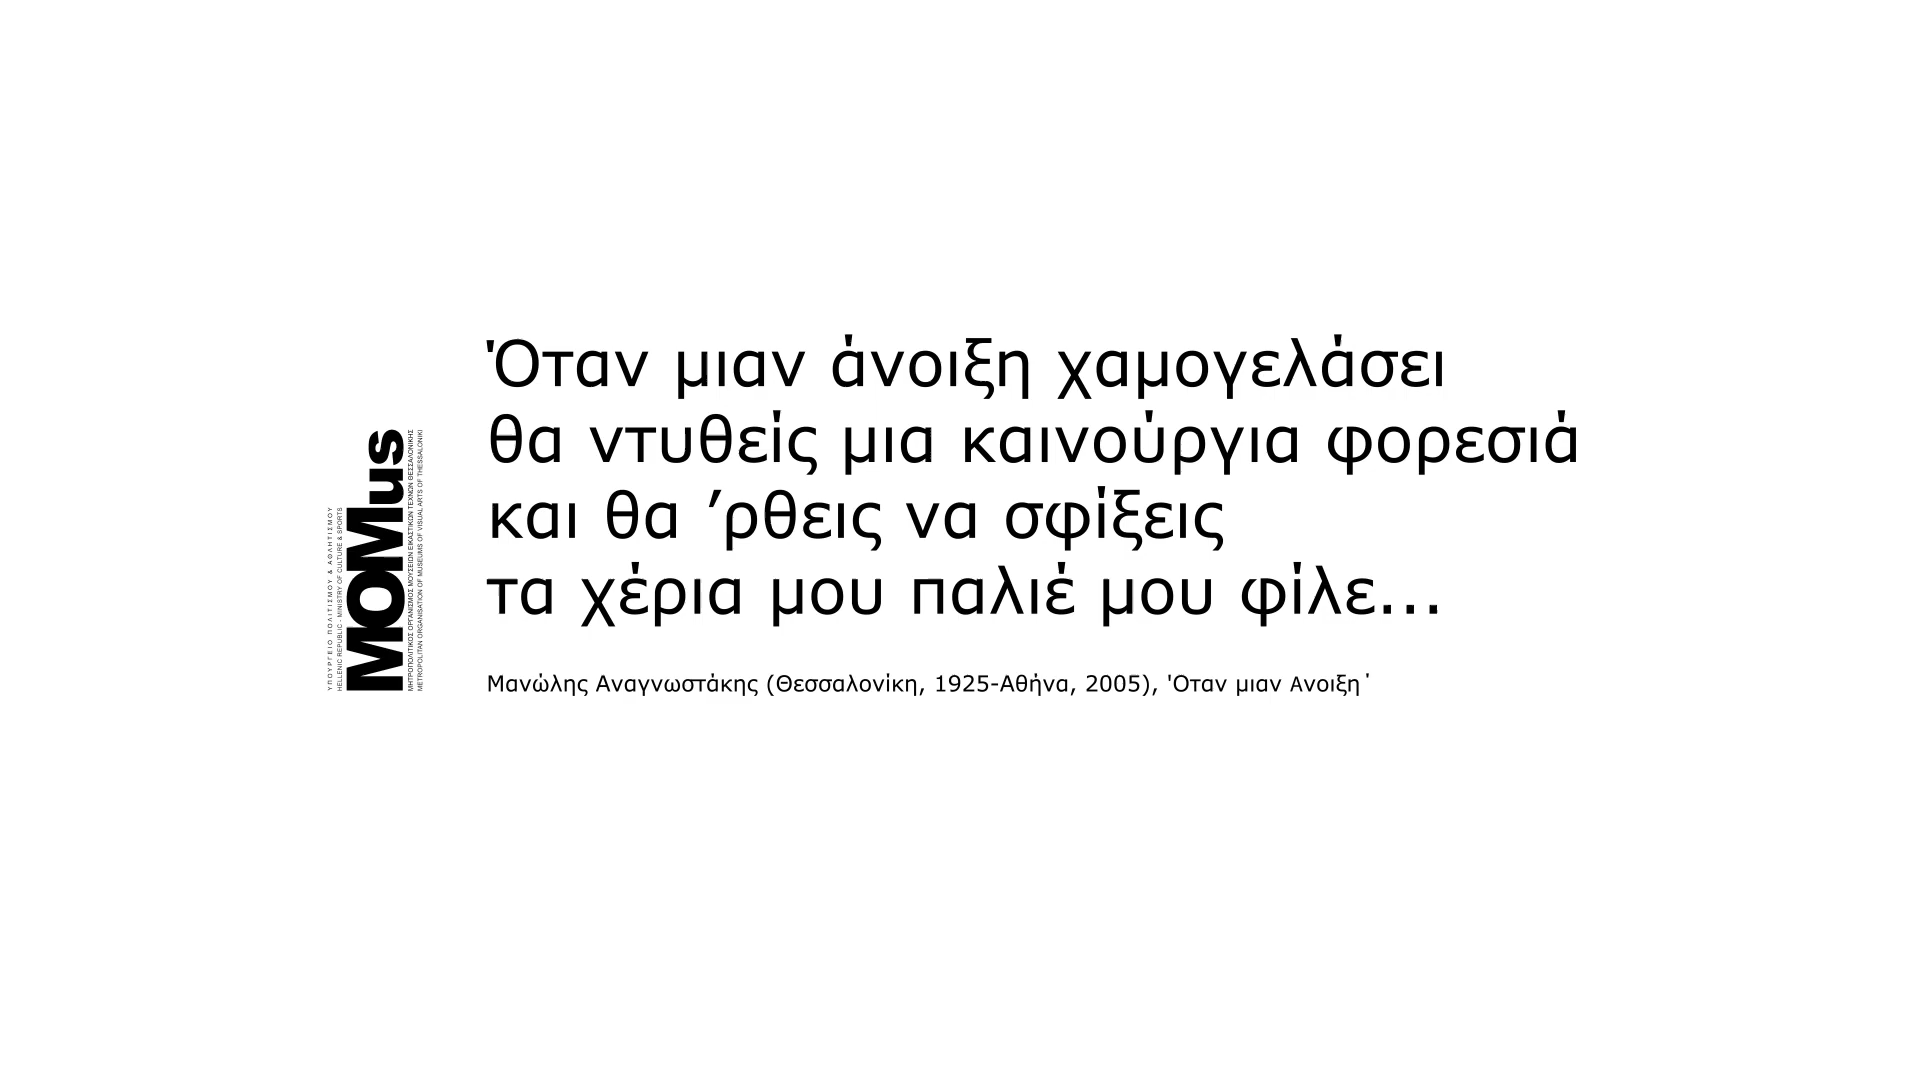 ΥΠΟΥΡΓΕΙΟ ΠΟΛΙΤΙΣΜΟΥ & ΑΘΛΗΤΙΣΜΟΥ
HELLENIC REPUBLIC - MINISTRY OF CULTURE & SPORTS
MOMus
ΜΗΤΡΟΠΟΛΙΤΙΚΟΣ ΟΡΓΑΝΙΣΜΟΣ ΜΟΥΣΕΙΩΝ ΕΙΚΑΣΤΙΚΩΝ ΤΕΧΝΩΝ ΘΕΣΣΑΛΟΝΙΚΗΣ
METROPOLITAN ORGANISATION OF MUSEUMS OF VISUAL ARTS OF THESSALONIKI
Όταν μιαν άνοιξη χαμογελάσει
θα ντυθείς μια καινούργια φορεσιά
και θα ’ρθεις να σφίξεις
τα χέρια μου παλιέ μου φίλε...
Μανώλης Αναγνωστάκης (Θεσσαλονίκη, 1925-Αθήνα, 2005), 'Οταν μιαν Ανοιξη΄